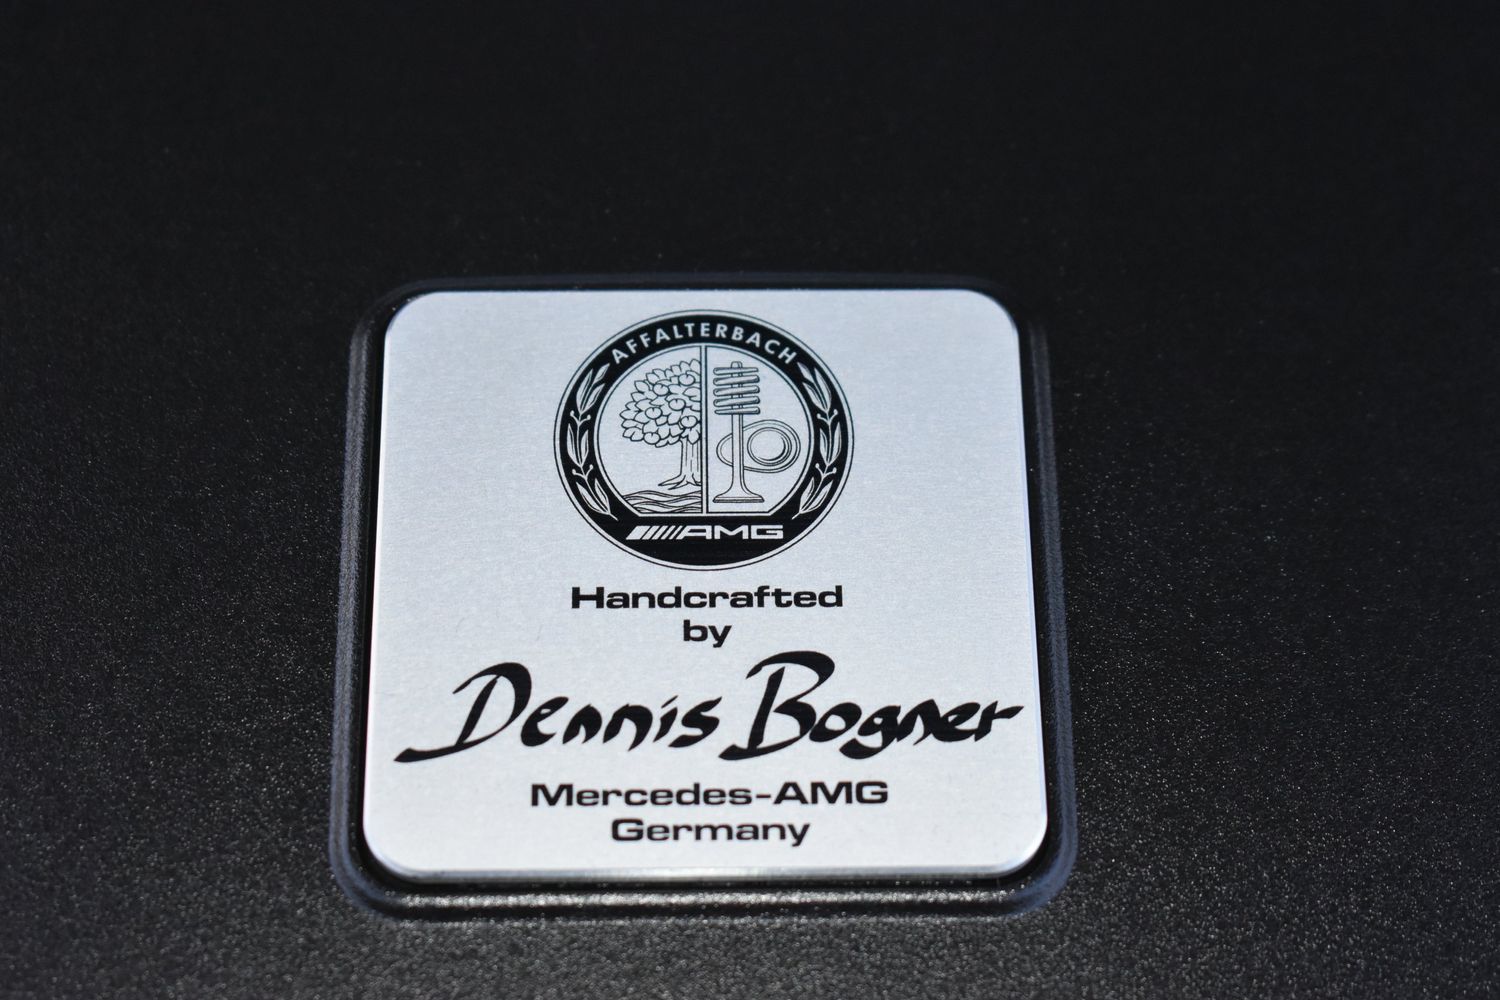 AFFALTERBACH
AMG
Handcrafted
by
Dennis Bogner
Mercedes-AMG
Germany